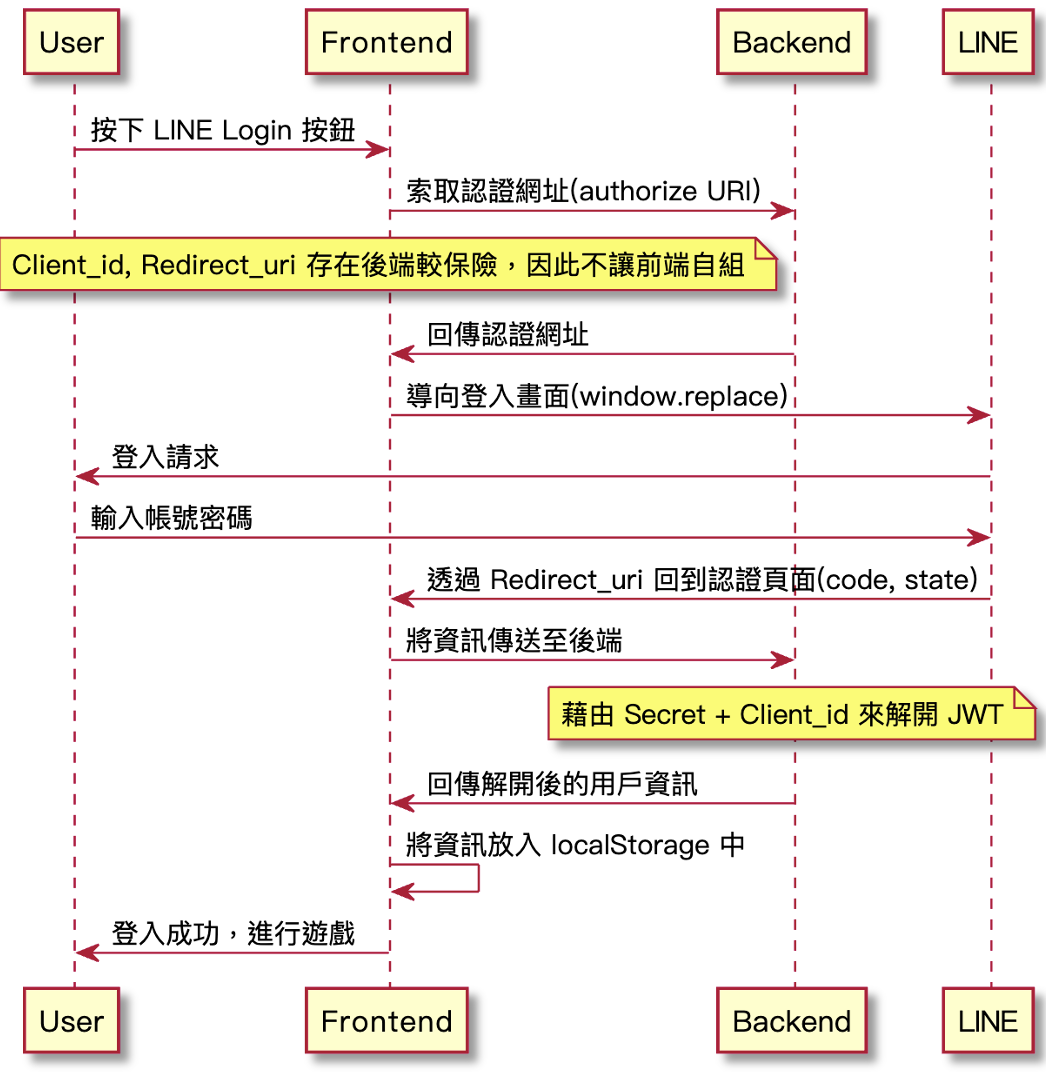 User Frontend Backend LINE
按下 LINE Login 按鈕
索取認證網址(authorize URI)
Client_id, Redirect_uri 存在後端較保險，因此不讓前端自組
回傳認證網址
導向登入畫面(window.replace)
登入請求
輸入帳號密碼
透過 Redirect_uri 回到認證頁面(code, state)
將資訊傳送至後端
藉由 Secret + Client_id 來解開 JWT
回傳解開後的用戶資訊
將資訊放入 localStorage 中
登入成功，進行遊戲
User Frontend Backend LINE